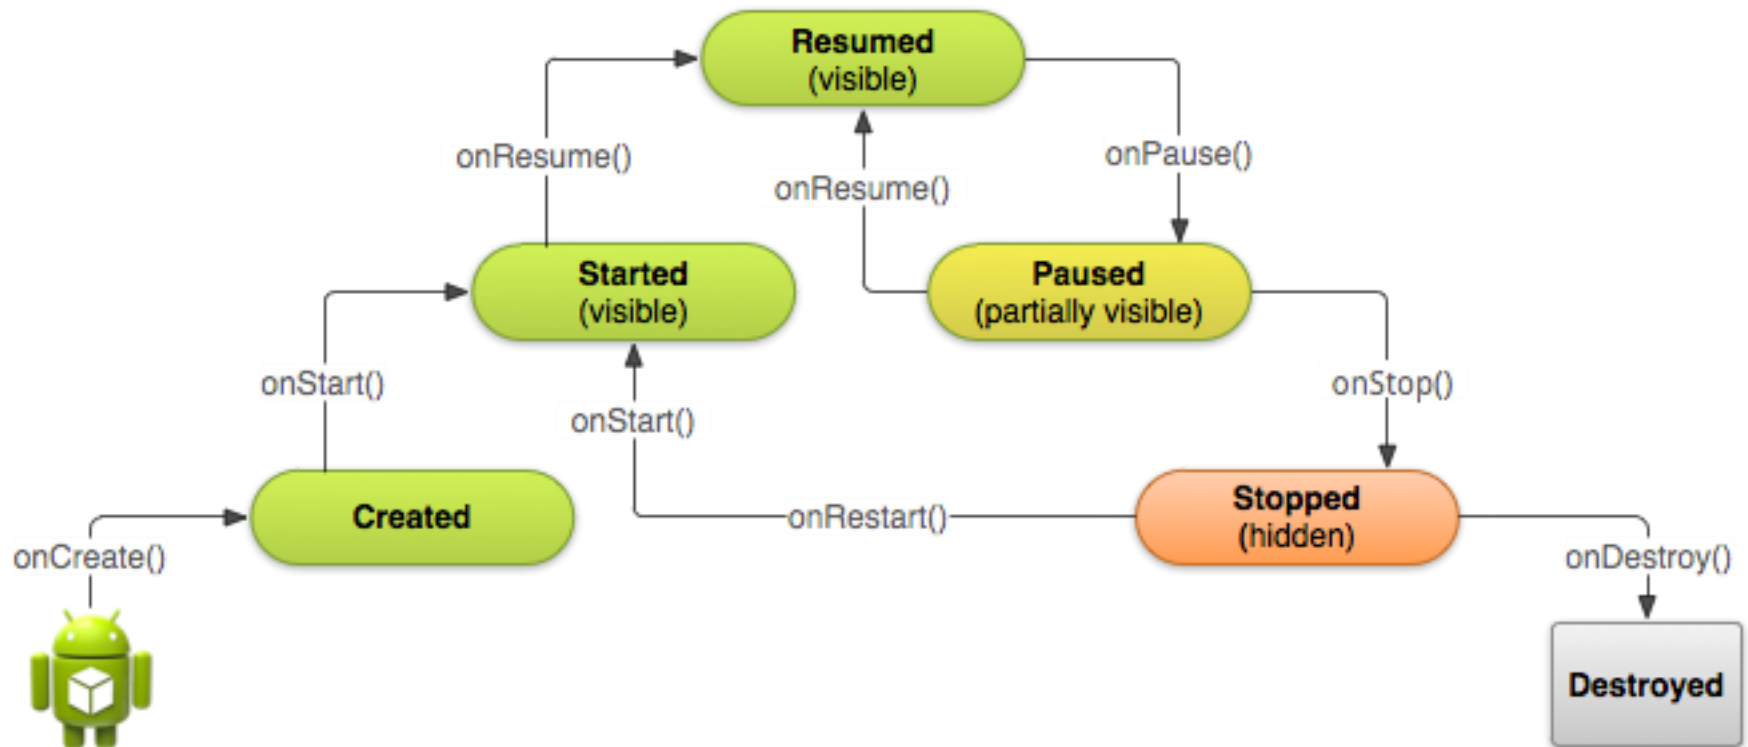 Resumed
(visible)
onResume()
onPause()
onResume()
Started
(visible)
Paused
(partially visible)
onStart()
onStop()
onStart()
Created
onRestart()
Stopped
(hidden)
onCreate()
onDestroy()
Destroyed